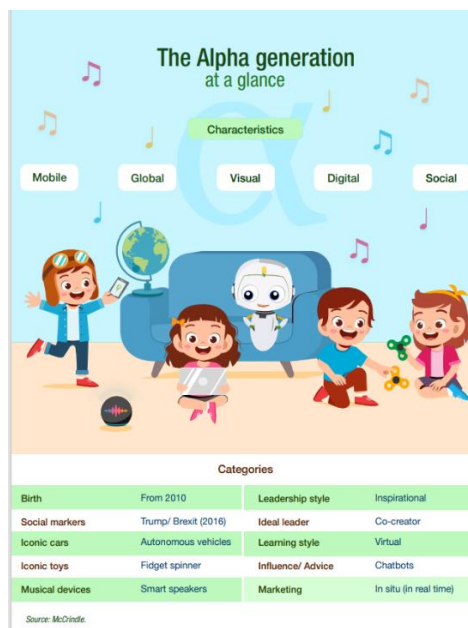 The Alpha generation
at a glance
Characteristics
Mobile
Global
Visual
Digital
Social
Categories
Birth From 2010 Leadership style Inspirational
Social markers Trump/ Brexit (2016) Ideal leader Co-creator
Iconic cars Autonomous vehicles Learning style Virtual
Iconic toys Fidget spinner Influence/ Advice Chatbots
Musical devices Smart speakers Marketing In situ (in real time)
Source: McCrindle.